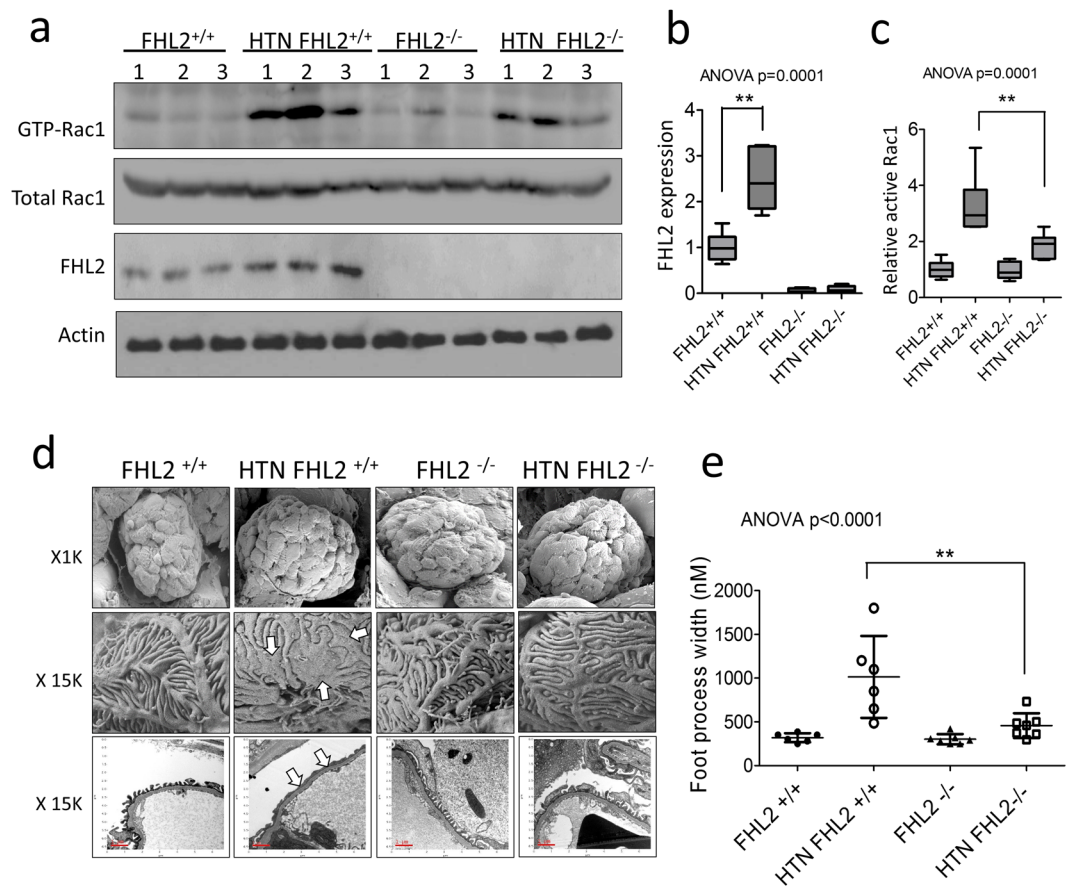 a
FHL2+/+ HTN FHL2+/+ FHL2-/- HTN FHL2-/-
1 2 3 1 2 3 1 2 3 1 2 3
GTP-Rac1
Total Rac1
FHL2
Actin
b
ANOVA p=0.0001
**
FHL2 expression
4
3
2
1
0
FHL2+/+
HTN FHL2+/+
FHL2-/-
HTN FHL2-/-
c
ANOVA p=0.0001
**
Relative active Rac1
6
4
2
0
FHL2+/+
HTN FHL2+/+
FHL2-/-
HTN FHL2-/-
d
FHL2 +/+ HTN FHL2 +/+ FHL2 -/- HTN FHL2 -/-
X1K
X 15K
X 15K
e
ANOVA p<0.0001
**
Foot process width (nM)
2000
1500
1000
500
0
FHL2 +/+
HTN FHL2 +/+
FHL2 -/-
HTN FHL2-/-